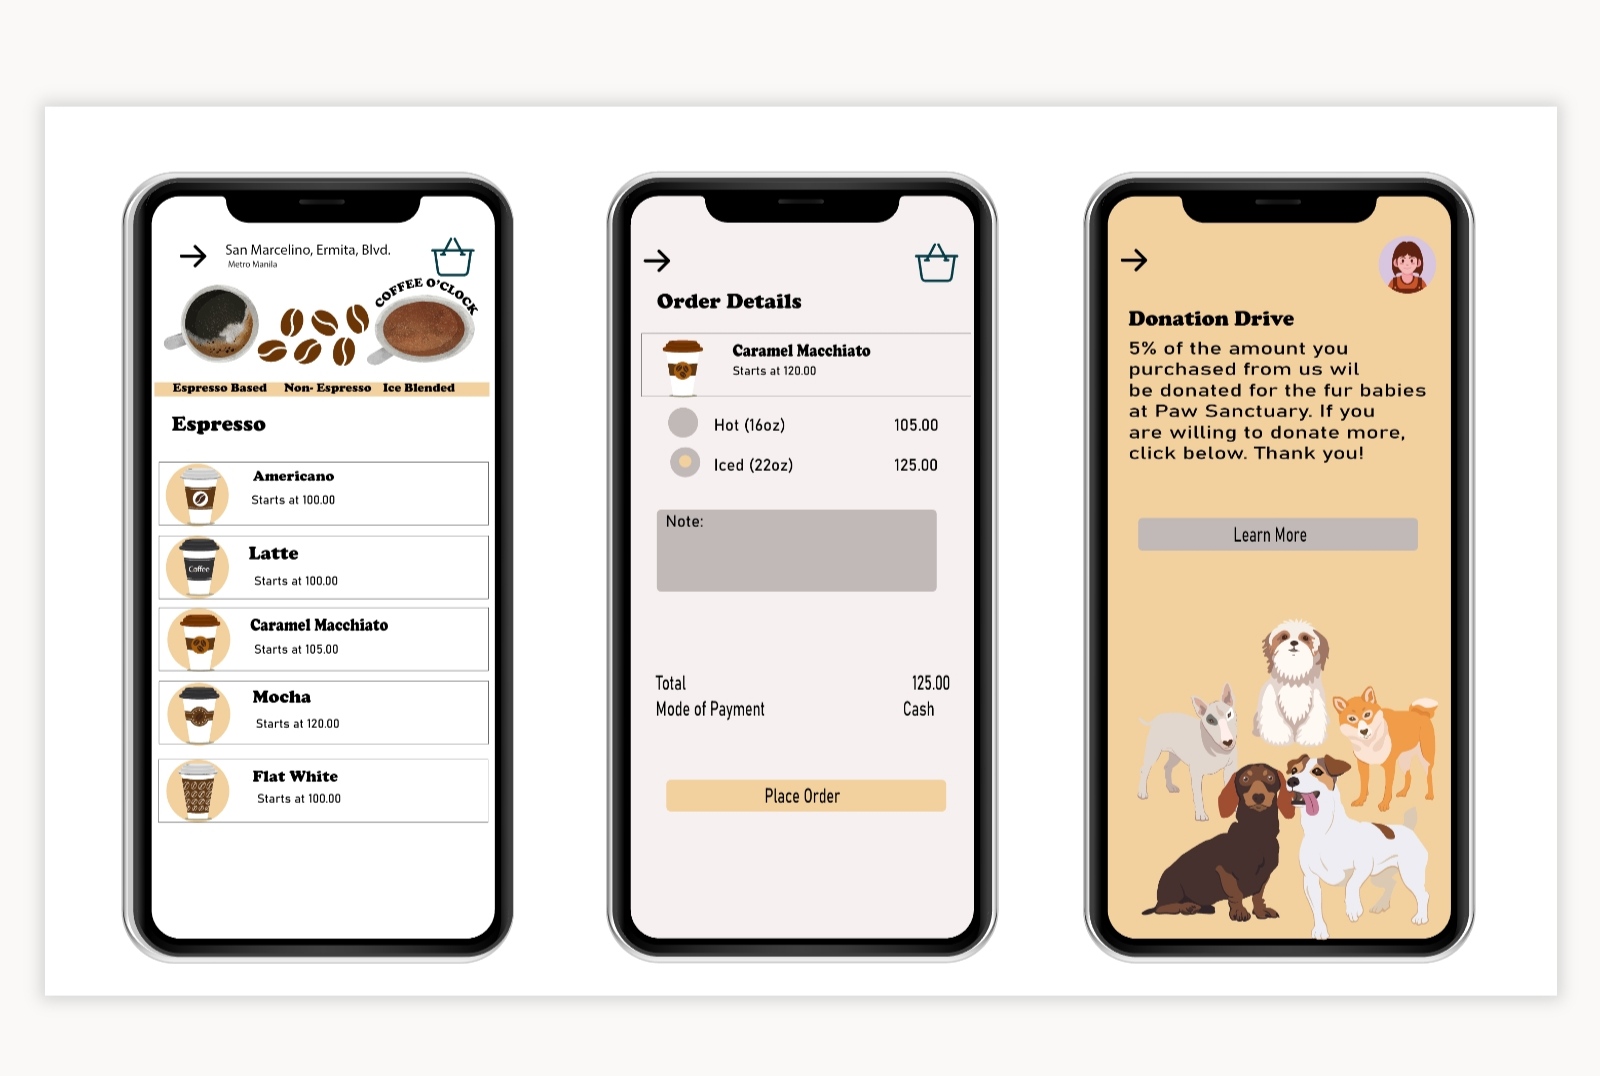 San Marcelino, Ermita, Blvd.
Metro Manila
COFFEE O'CLOCK
Espresso Based Non- Espresso Ice Blended
Espresso
Americano
Starts at 100.00
Coffee
Latte
Starts at 100.00
Caramel Macchiato
Starts at 105.00
Mocha
Starts at 120.00
Flat White
Starts at 100.00
Order Details
Caramel Macchiato
Starts at 120.00
Hot (16oz) 105.00
Iced (22oz) 125.00
Note:
Total 125.00
Mode of Payment Cash
Place Order
Donation Drive
5% of the amount you
purchased from us wil
be donated for the fur babies
at Paw Sanctuary. If you
are willing to donate more,
click below. Thank you!
Learn More